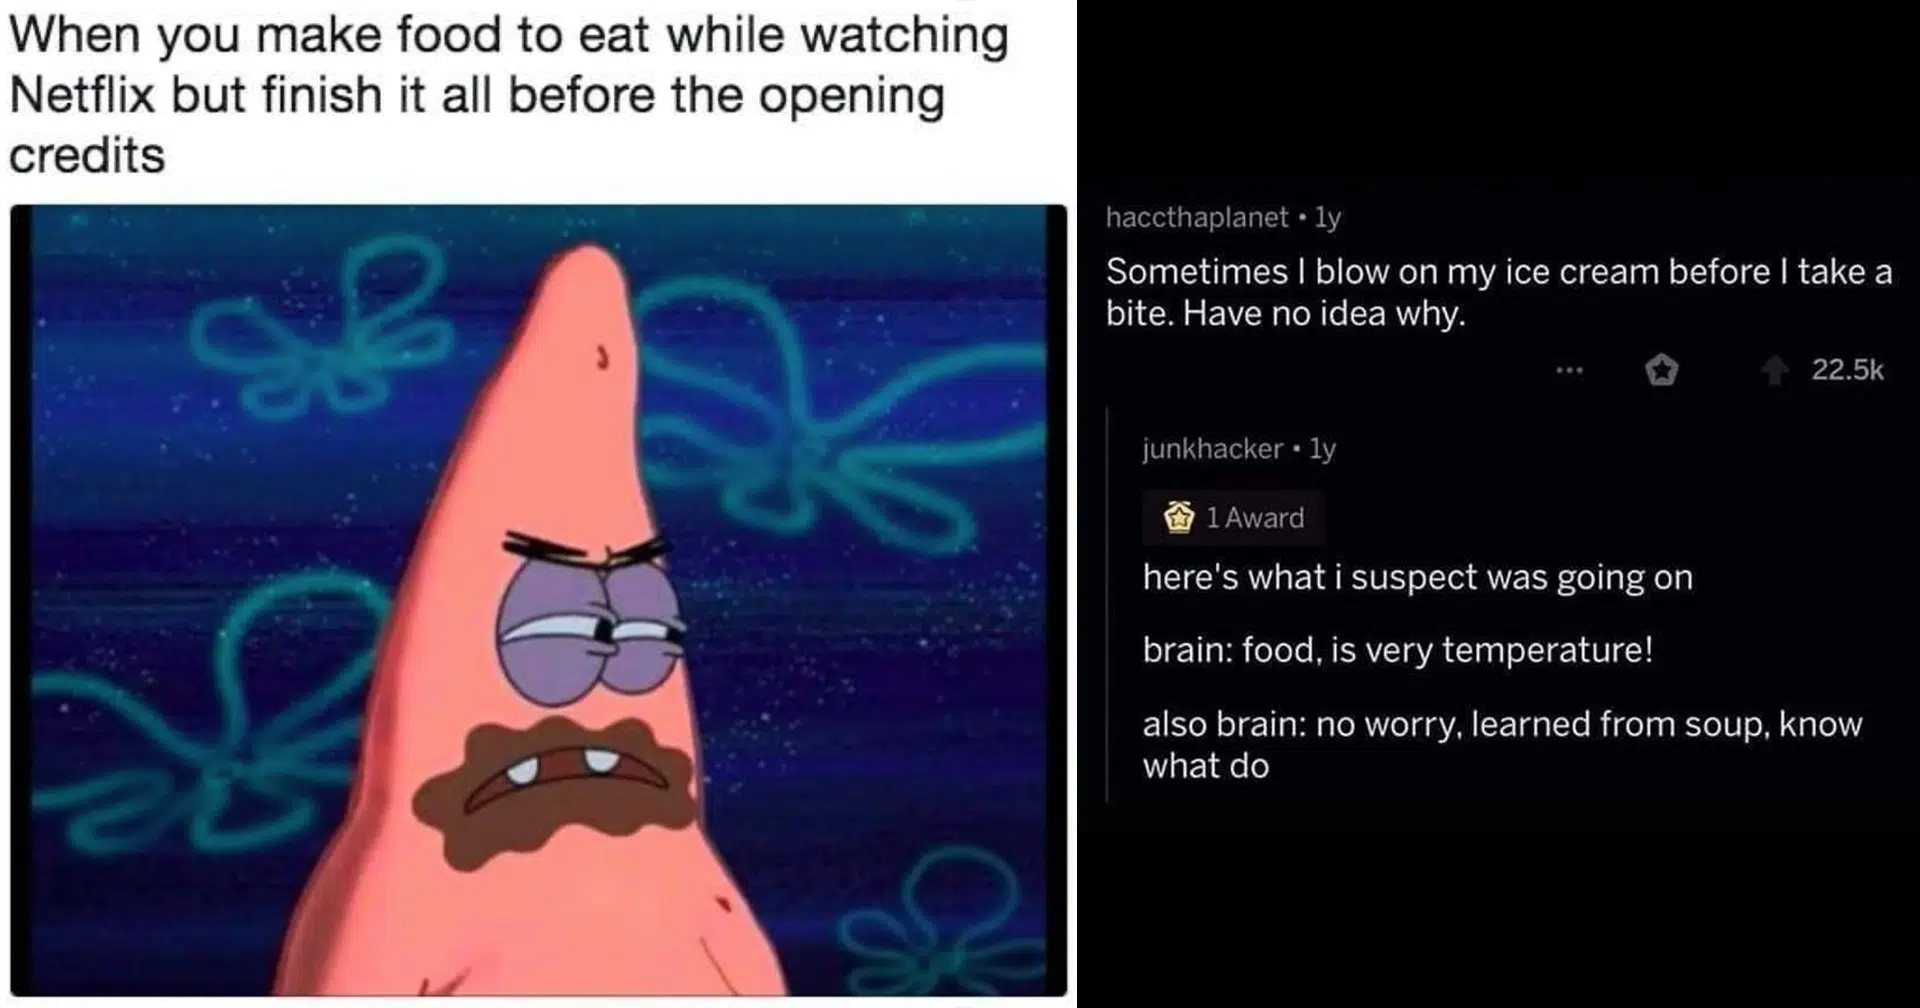 When you make food to eat while watching
Netflix but finish it all before the opening
credits
haccthaplanet • 1y
Sometimes I blow on my ice cream before I take a
bite. Have no idea why.
22.5k
junkhacker • 1y
1 Award
here's what i suspect was going on
brain: food, is very temperature!
also brain: no worry, learned from soup, know
what do